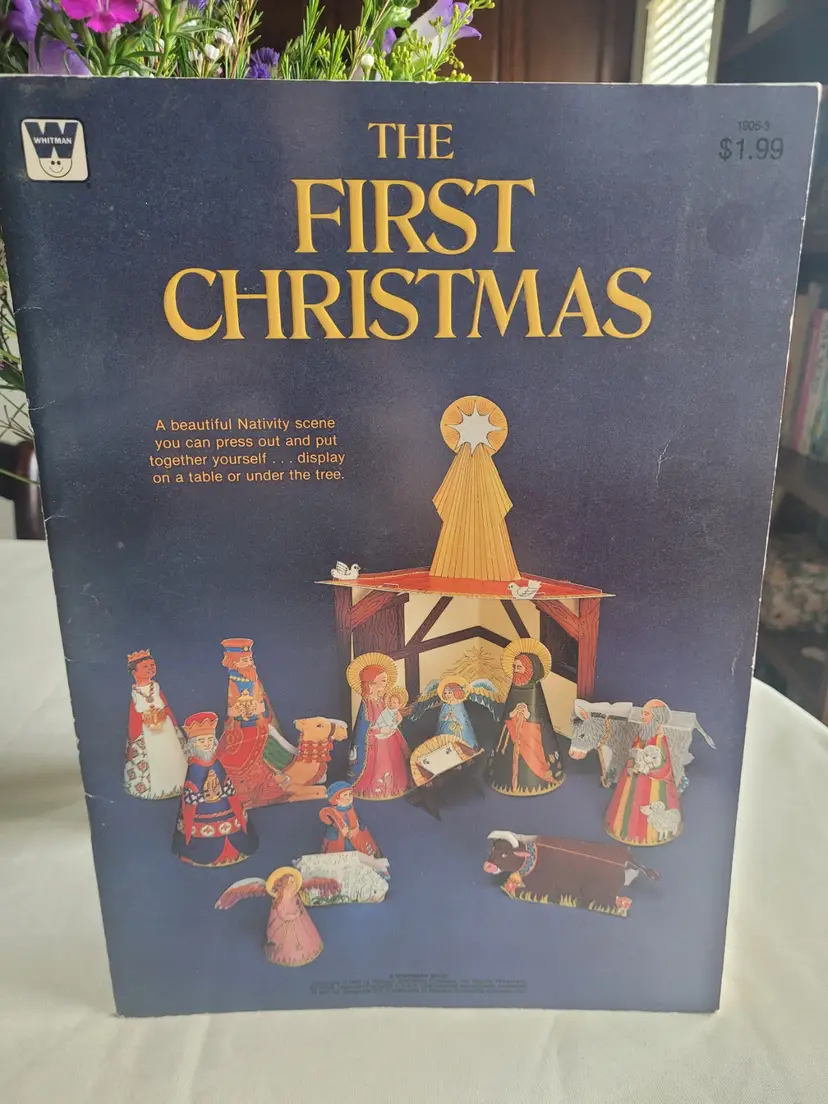 WHITMAN
THE
FIRST
CHRISTMAS
1906-3
$1.99
A beautiful Nativity scene
you can press out and put
together yourself . . . display
on a table or under the tree.